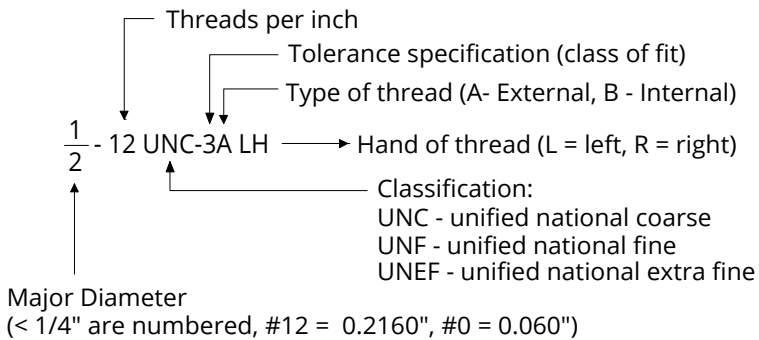 Threads per inch
Tolerance specification (class of fit)
Type of thread (A- External, B - Internal)
1
2
- 12 UNC-3A LH
Hand of thread (L = left, R = right)
Classification:
UNC - unified national coarse
UNF - unified national fine
UNEF - unified national extra fine
Major Diameter
(< 1/4" are numbered, #12 =  0.2160", #0 = 0.060")